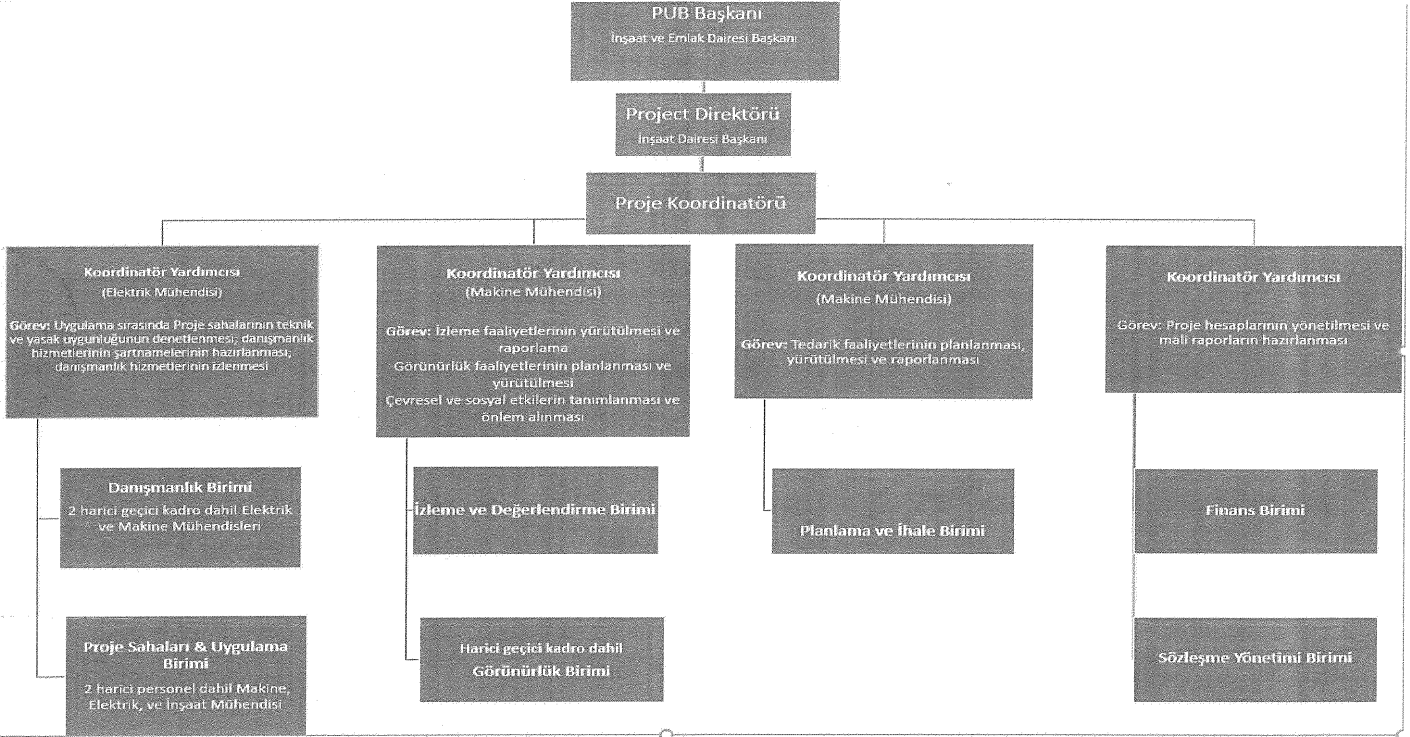 PUB Başkanı
İnşaat ve Emlak Dairesi Başkanı
Project Direktörü
İnşaat Dairesi Başkanı
Proje Koordinatörü
Koordinatör Yardımcısı
(Elektrik Mühendisi)
Görev: Uygulama sırasında Proje sahalarının teknik
ve yasak uygunluğunun denetlenmesi; danışmanlık
hizmetlerinin şartnamelerinin hazırlanması;
danışmanlık hizmetlerinin izlenmesi
Danışmanlık Birimi
2 harici geçici kadro dahil Elektrik
ve Makine Mühendisleri
Proje Sahaları & Uygulama
Birimi
2 harici personel dahil Makine,
Elektrik, ve İnşaat Mühendisi
Koordinatör Yardımcısı
(Makine Mühendisi)
Görev: İzleme faaliyetlerinin yürütülmesi ve
raporlama
Görünürlük faaliyetlerinin planlanması ve
yürütülmesi
Çevresel ve sosyal etkilerin tanımlanması ve
önlem alınması
İzleme ve Değerlendirme Birimi
Harici geçici kadro dahil
Görünürlük Birimi
Koordinatör Yardımcısı
(Makine Mühendisi)
Görev: Tedarik faaliyetlerinin planlanması,
yürütülmesi ve raporlanması
Planlama ve İhale Birimi
Koordinatör Yardımcısı
Görev: Proje hesaplarının yönetilmesi ve
mali raporların hazırlanması
Finans Birimi
Sözleşme Yönetimi Birimi